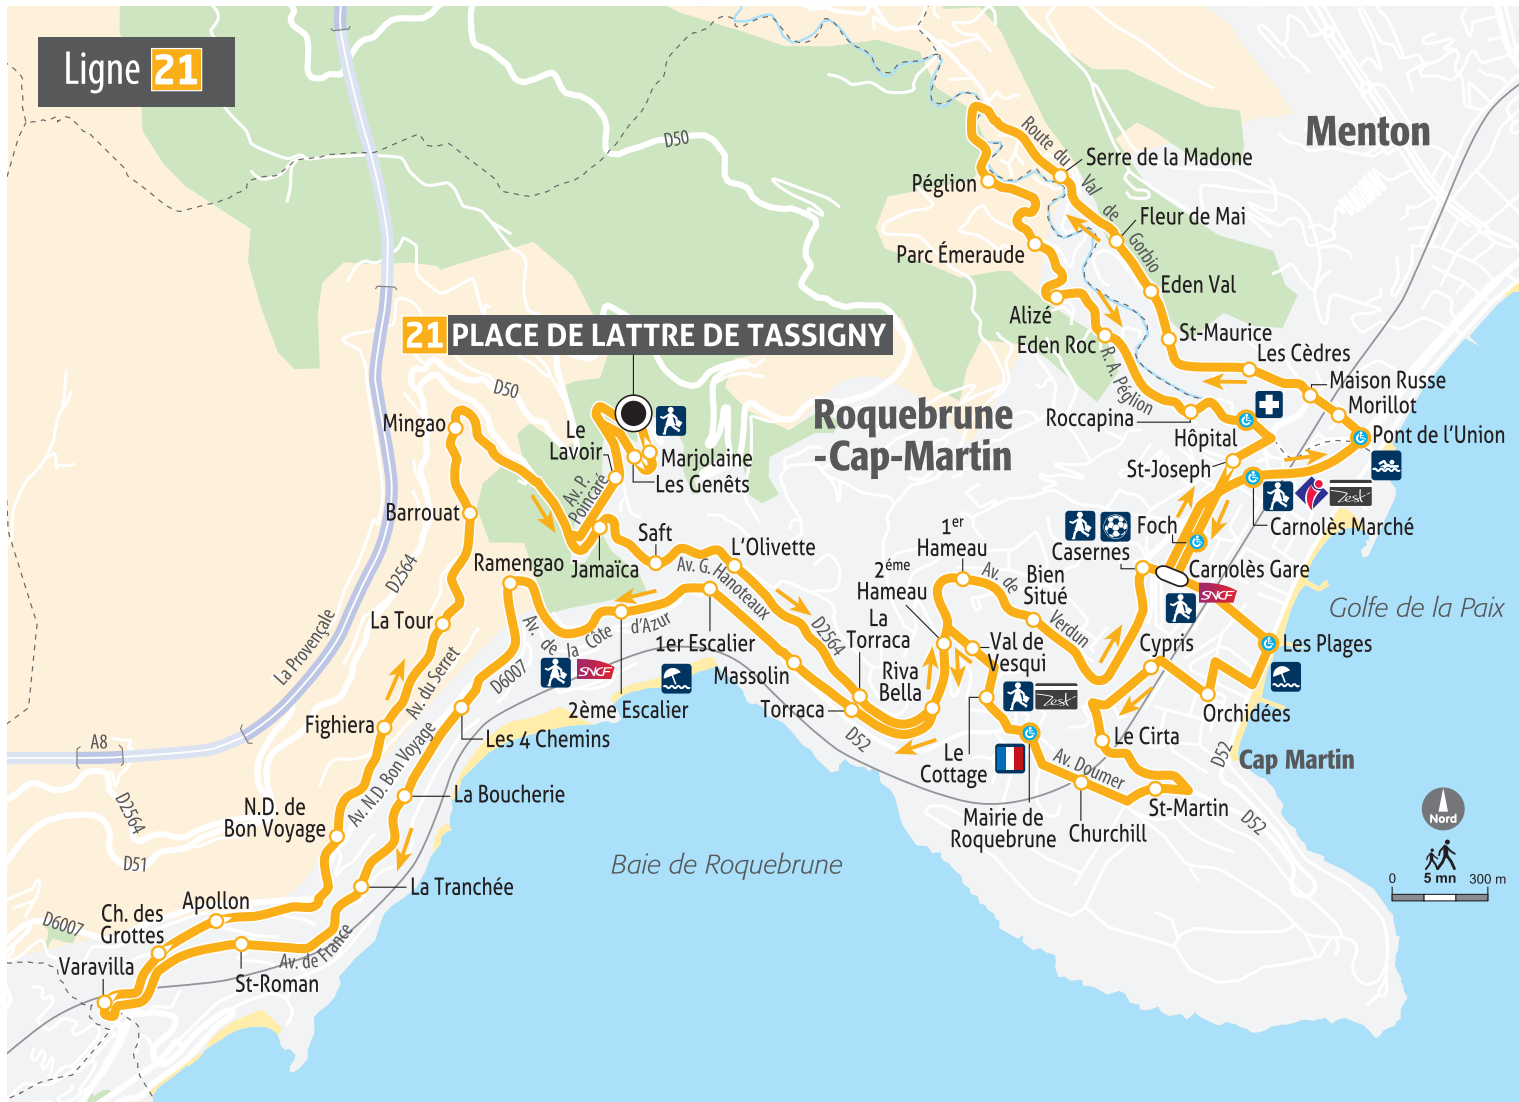 Ligne 21
Menton
D50
Route du
Val de
Gorbio
Serre de la Madone
Péglion
Fleur de Mai
Parc Émeraude
Eden Val
Alizé
St-Maurice
Eden Roc
R. A. Péglion
Les Cèdres
21 PLACE DE LATTRE DE TASSIGNY
Maison Russe
Morillot
D50
Mingao
Le
Lavoir
Marjolaine
Les Genêts
Roquebrune
-Cap-Martin
Roccapina
Hôpital
Pont de l'Union
St-Joseph
Av. P.
Poincaré
Zest
Carnolès Marché
Barrouat
Saft
L'Olivette
1er
Hameau
Foch
Casernes
Carnolès Gare
Ramengao
Jamaïca
Av. G. Hanoteaux
2éme
Hameau
Av. de
Verdun
Bien
Situé
SNCF
Golfe de la Paix
D2564
La Tour
Av. de la Côte d'Azur
D2564
La
Torraca
La Provençale
1er Escalier
Val de
Vesqui
Cypris
Les Plages
Av. du Serret
D6007
SNCF
Massolin
Riva
Bella
Zest
2ème Escalier
Torraca
Orchidées
Fighiera
Les 4 Chemins
A8
D52
Le
Cottage
Le Cirta
D52
Cap Martin
Av. N.D. Bon Voyage
Av. Doumer
D2564
La Boucherie
N.D. de
Bon Voyage
St-Martin
Mairie de
Roquebrune
Churchill
D52
Nord
D51
Baie de Roquebrune
0 5 mn 300 m
La Tranchée
Apollon
Ch. des
Grottes
D6007
Av. de France
Varavilla
St-Roman